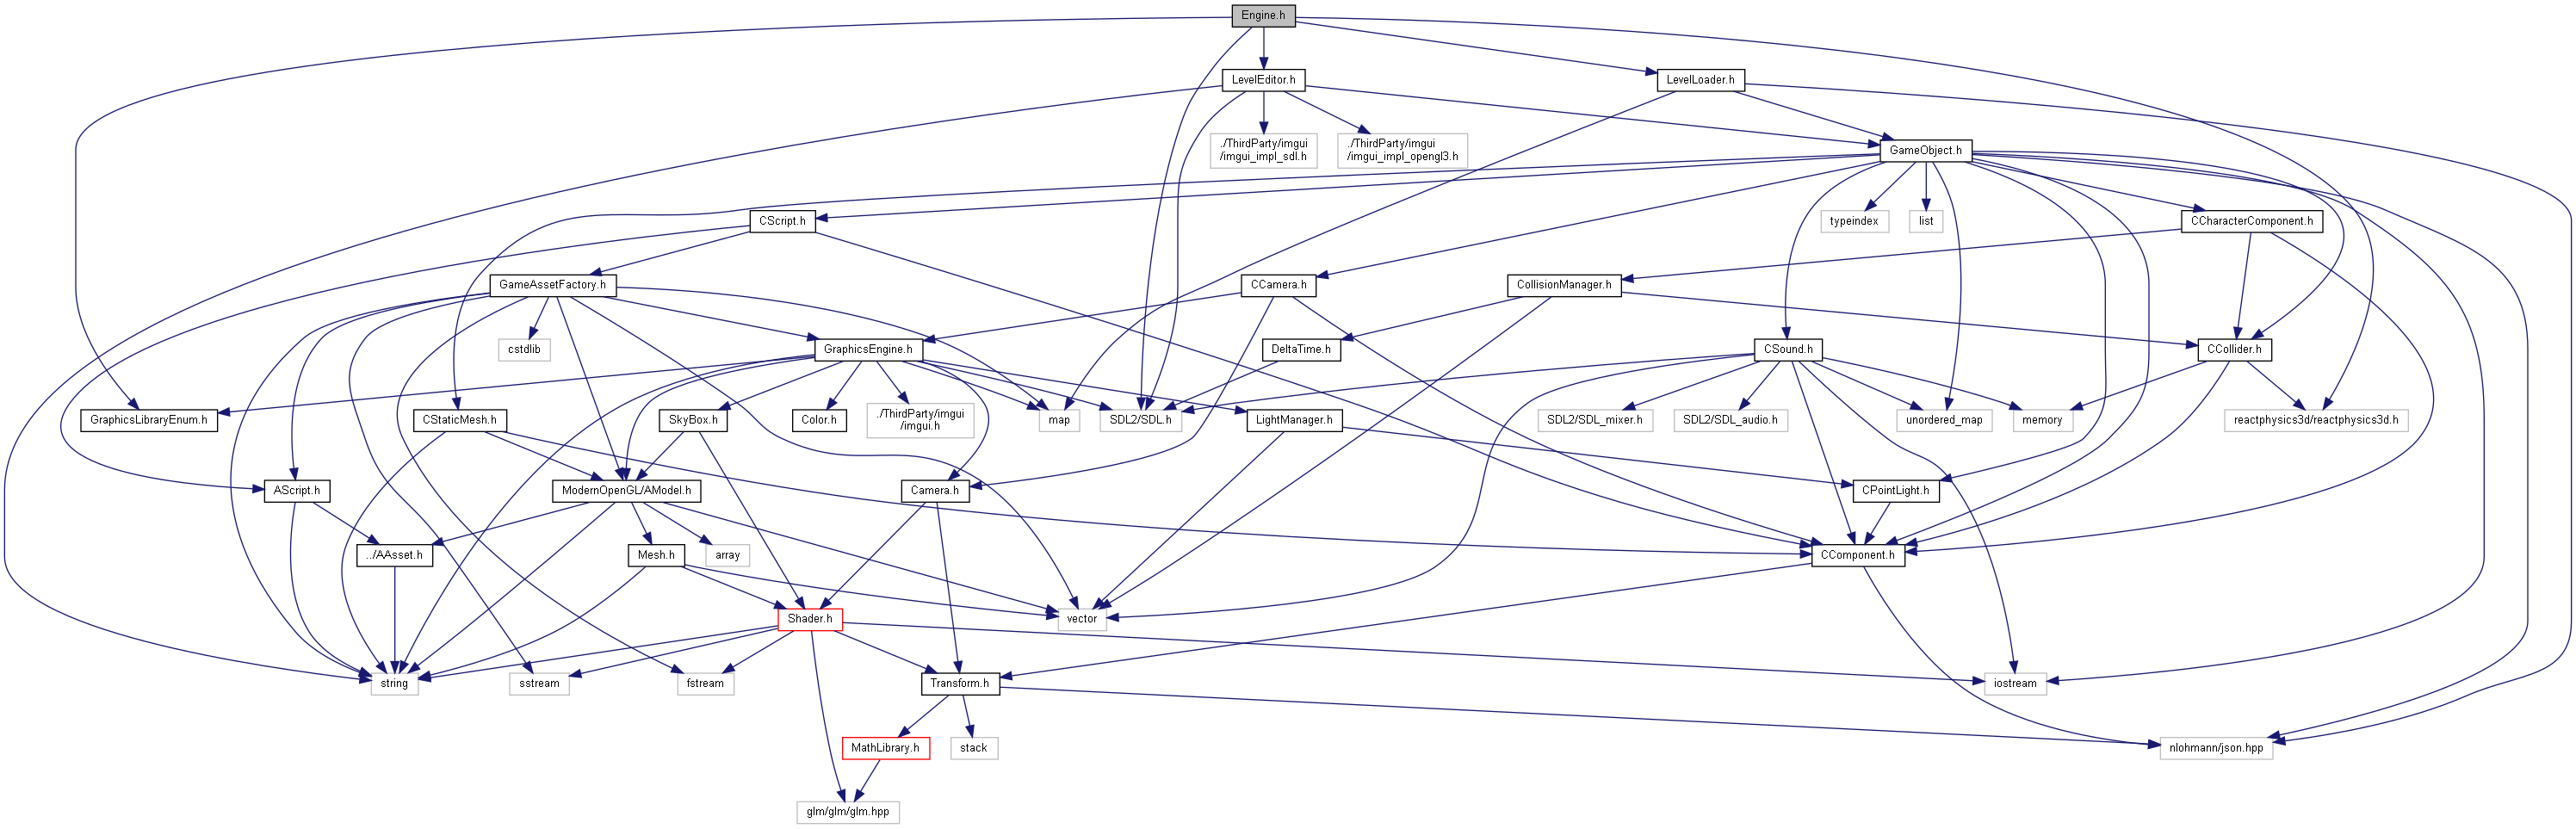 Engine.h
LevelEditor.h
LevelLoader.h
./ThirdParty/imgui
/imgui_impl_sdl.h
./ThirdParty/imgui
/imgui_impl_opengl3.h
GameObject.h
CScript.h
typeindex
list
CCharacterComponent.h
GameAssetFactory.h
CCamera.h
CollisionManager.h
cstdlib
GraphicsEngine.h
DeltaTime.h
CSound.h
CCollider.h
GraphicsLibraryEnum.h
CStaticMesh.h
SkyBox.h
Color.h
./ThirdParty/imgui
/imgui.h
map
SDL2/SDL.h
LightManager.h
SDL2/SDL_mixer.h
SDL2/SDL_audio.h
unordered_map
memory
reactphysics3d/reactphysics3d.h
AScript.h
ModernOpenGL/AModel.h
Camera.h
CPointLight.h
../AAsset.h
Mesh.h
array
CComponent.h
Shader.h
vector
string
sstream
fstream
Transform.h
iostream
MathLibrary.h
stack
nlohmann/json.hpp
glm/glm/glm.hpp